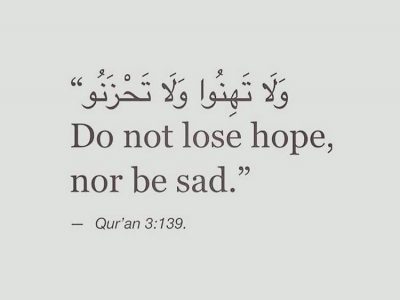 “وَلَا تَهِنُوا وَلَا تَحْزَنُو
Do not lose hope,
nor be sad.”
— Qur’an 3:139.